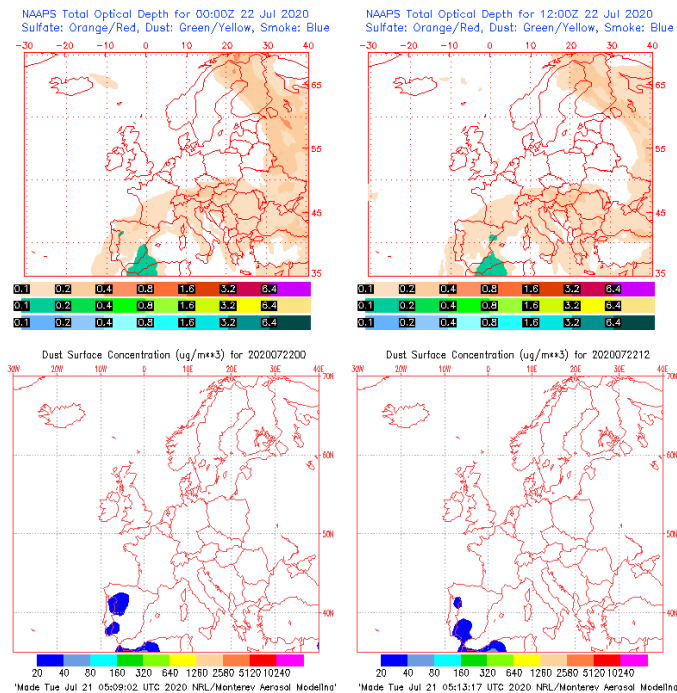 NAAPS Total Optical Depth for 00:00Z 22 Jul 2020
Sulfate: Orange/Red, Dust: Green/Yellow, Smoke: Blue
-30 -20 -10 0 10 20 30 40
65
55
45
35
0.1 0.2 0.4 0.8 1.6 3.2 6.4
0.1 0.2 0.4 0.8 1.6 3.2 6.4
0.1 0.2 0.4 0.8 1.6 3.2 6.4
NAAPS Total Optical Depth for 12:00Z 22 Jul 2020
Sulfate: Orange/Red, Dust: Green/Yellow, Smoke: Blue
-30 -20 -10 0 10 20 30 40
65
55
45
35
0.1 0.2 0.4 0.8 1.6 3.2 6.4
0.1 0.2 0.4 0.8 1.6 3.2 6.4
0.1 0.2 0.4 0.8 1.6 3.2 6.4
Dust Surface Concentration (ug/m**3) for 2020072200
30W 20W 10W 0 10E 20E 30E 40E
70N
60N
50N
40N
20 40 80 160 320 640 1280 2580 5120 10240
'Made Tue Jul 21 05:09:02 UTC 2020 NRL/Monterey Aerosol Modelling'
Dust Surface Concentration (ug/m**3) for 2020072212
30W 20W 10W 0 10E 20E 30E 40E
70N
60N
50N
40N
20 40 80 160 320 640 1280 2580 5120 10240
'Made Tue Jul 21 05:13:17 UTC 2020 NRL/Monterey Aerosol Modelling'